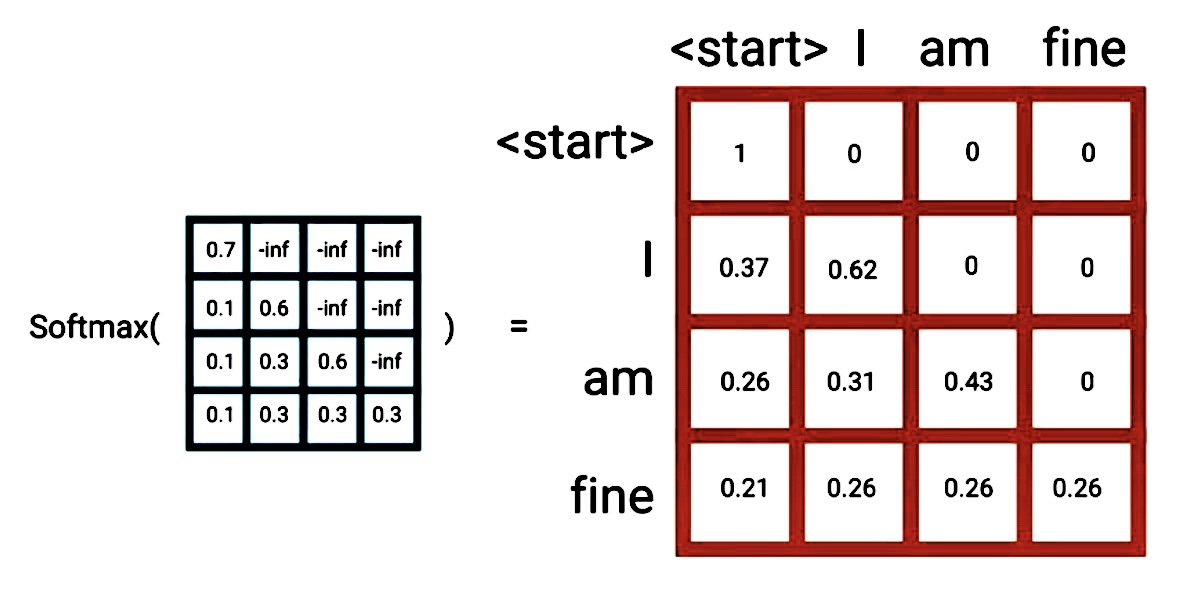 <start> I am fine
<start> 1 0 0 0
I 0.37 0.62 0 0
am 0.26 0.31 0.43 0
fine 0.21 0.26 0.26 0.26
Softmax(
0.7 -inf -inf -inf
0.1 0.6 -inf -inf
0.1 0.3 0.6 -inf
0.1 0.3 0.3 0.3
) =